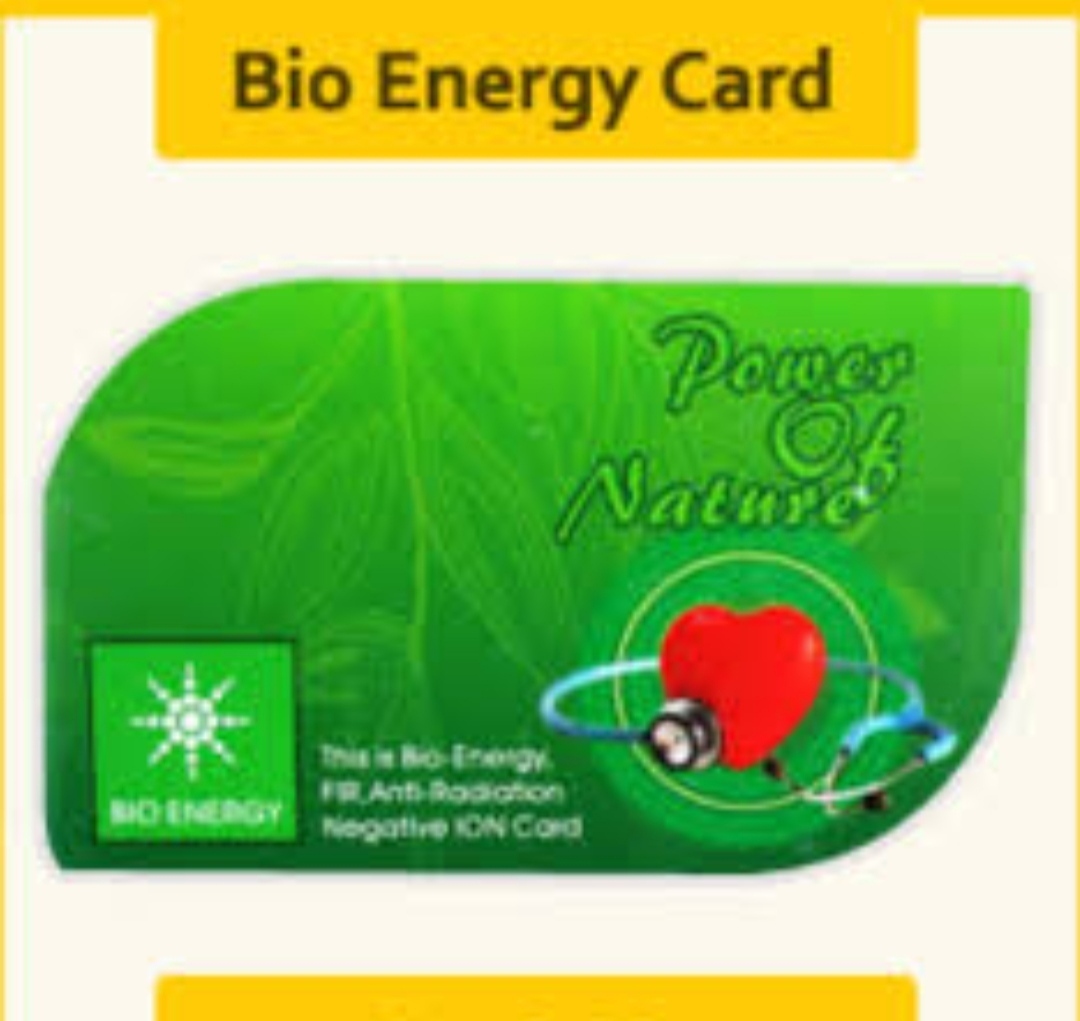 Bio Energy Card
Power
Of
Nature
BIO ENERGY
This is Bio-Energy,
FIR,Anti-Radiation
Negative ION Card